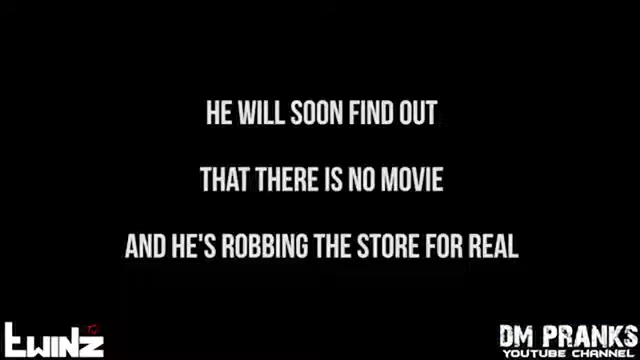 HE WILL SOON FIND OUT
THAT THERE IS NO MOVIE
AND HE'S ROBBING THE STORE FOR REAL
twinz TV
DM PRANKS
YOUTUBE CHANNEL